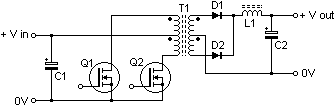 T1
D1
+ V in
L1
+ V out
Q1
Q2
D2
C1
C2
0V
0V